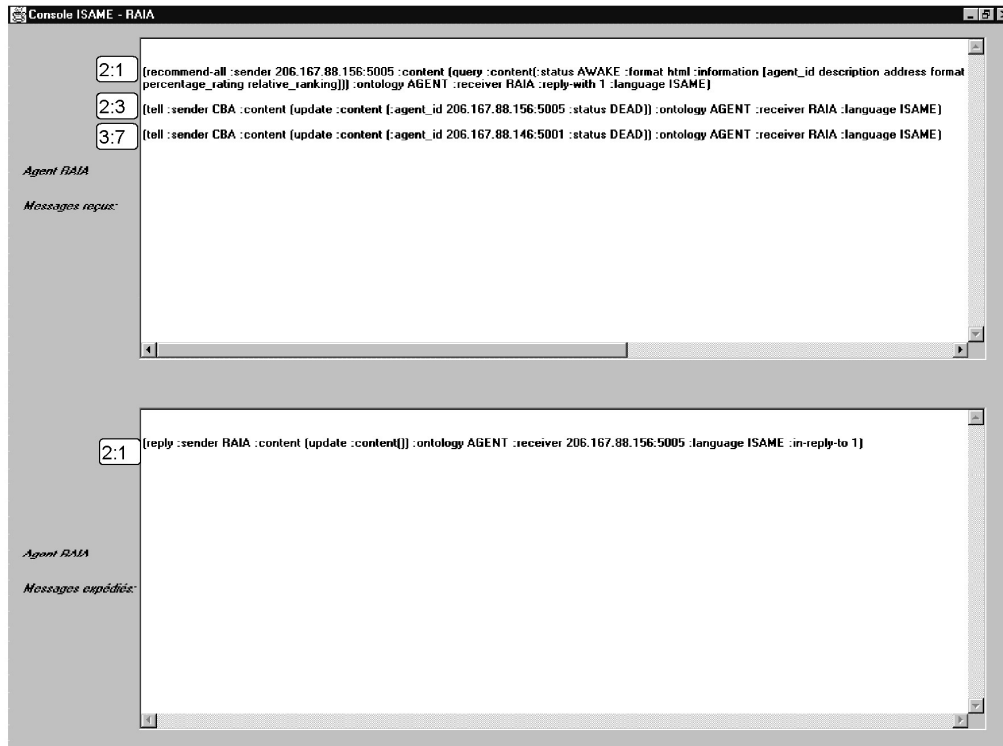 Console ISAME - RAIA
2:1
(recommend-all :sender 206.167.88.156:5005 :content (query :content(:status AWAKE :format html :information [agent_id description address format
percentage_rating relative_ranking])) :ontology AGENT :receiver RAIA :reply-with 1 :language ISAME)
2:3
(tell :sender CBA :content (update :content (:agent_id 206.167.88.156:5005 :status DEAD)) :ontology AGENT :receiver RAIA :language ISAME)
3:7
(tell :sender CBA :content (update :content (:agent_id 206.167.88.146:5001 :status DEAD)) :ontology AGENT :receiver RAIA :language ISAME)
Agent RAIA
Messages reçus:
2:1
(reply :sender RAIA :content (update :content()) :ontology AGENT :receiver 206.167.88.156:5005 :language ISAME :in-reply-to 1)
Agent RAIA
Messages expédiés: